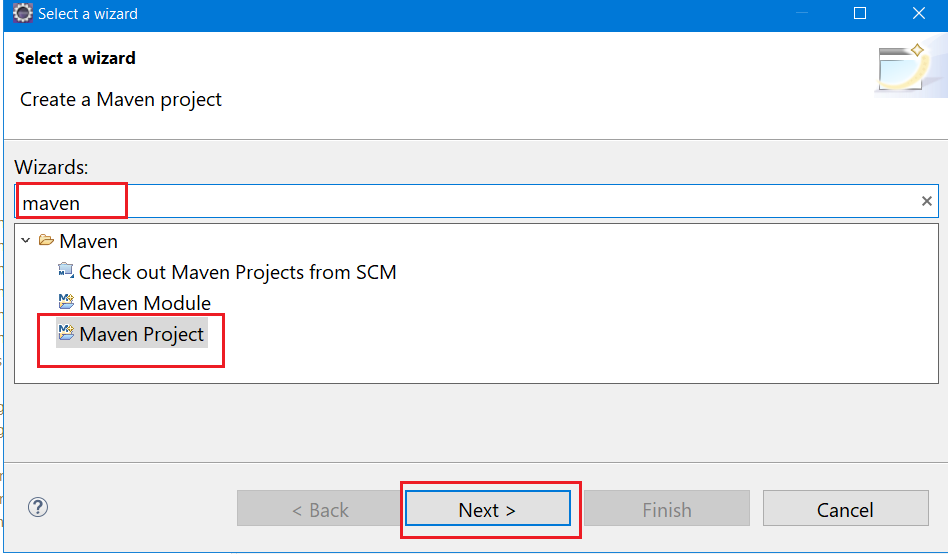 Select a wizard
Select a wizard
Create a Maven project
Wizards:
maven
Maven
Check out Maven Projects from SCM
Maven Module
Maven Project
< Back Next > Finish Cancel